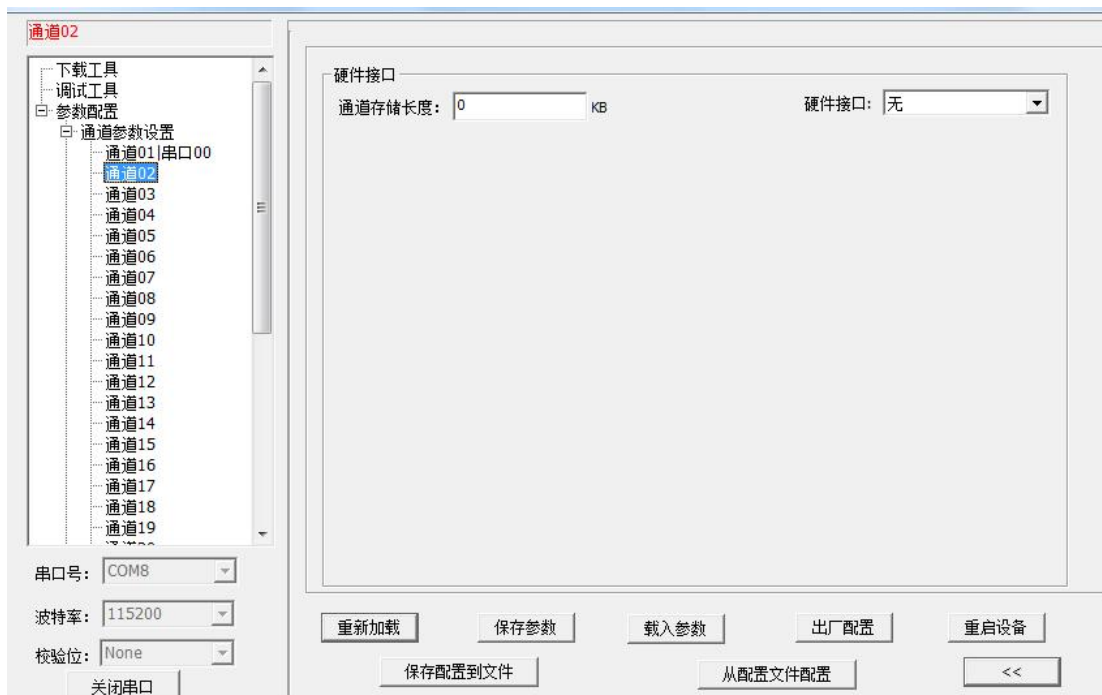 通道02
下载工具
调试工具
参数配置
通道参数设置
通道01|串口00
通道02
通道03
通道04
通道05
通道06
通道07
通道08
通道09
通道10
通道11
通道12
通道13
通道14
通道15
通道16
通道17
通道18
通道19
串口号: COM8
波特率: 115200
校验位: None
关闭串口
硬件接口
通道存储长度: 0 KB 硬件接口: 无
重新加载 保存参数 载入参数 出厂配置 重启设备
保存配置到文件 从配置文件配置 <<